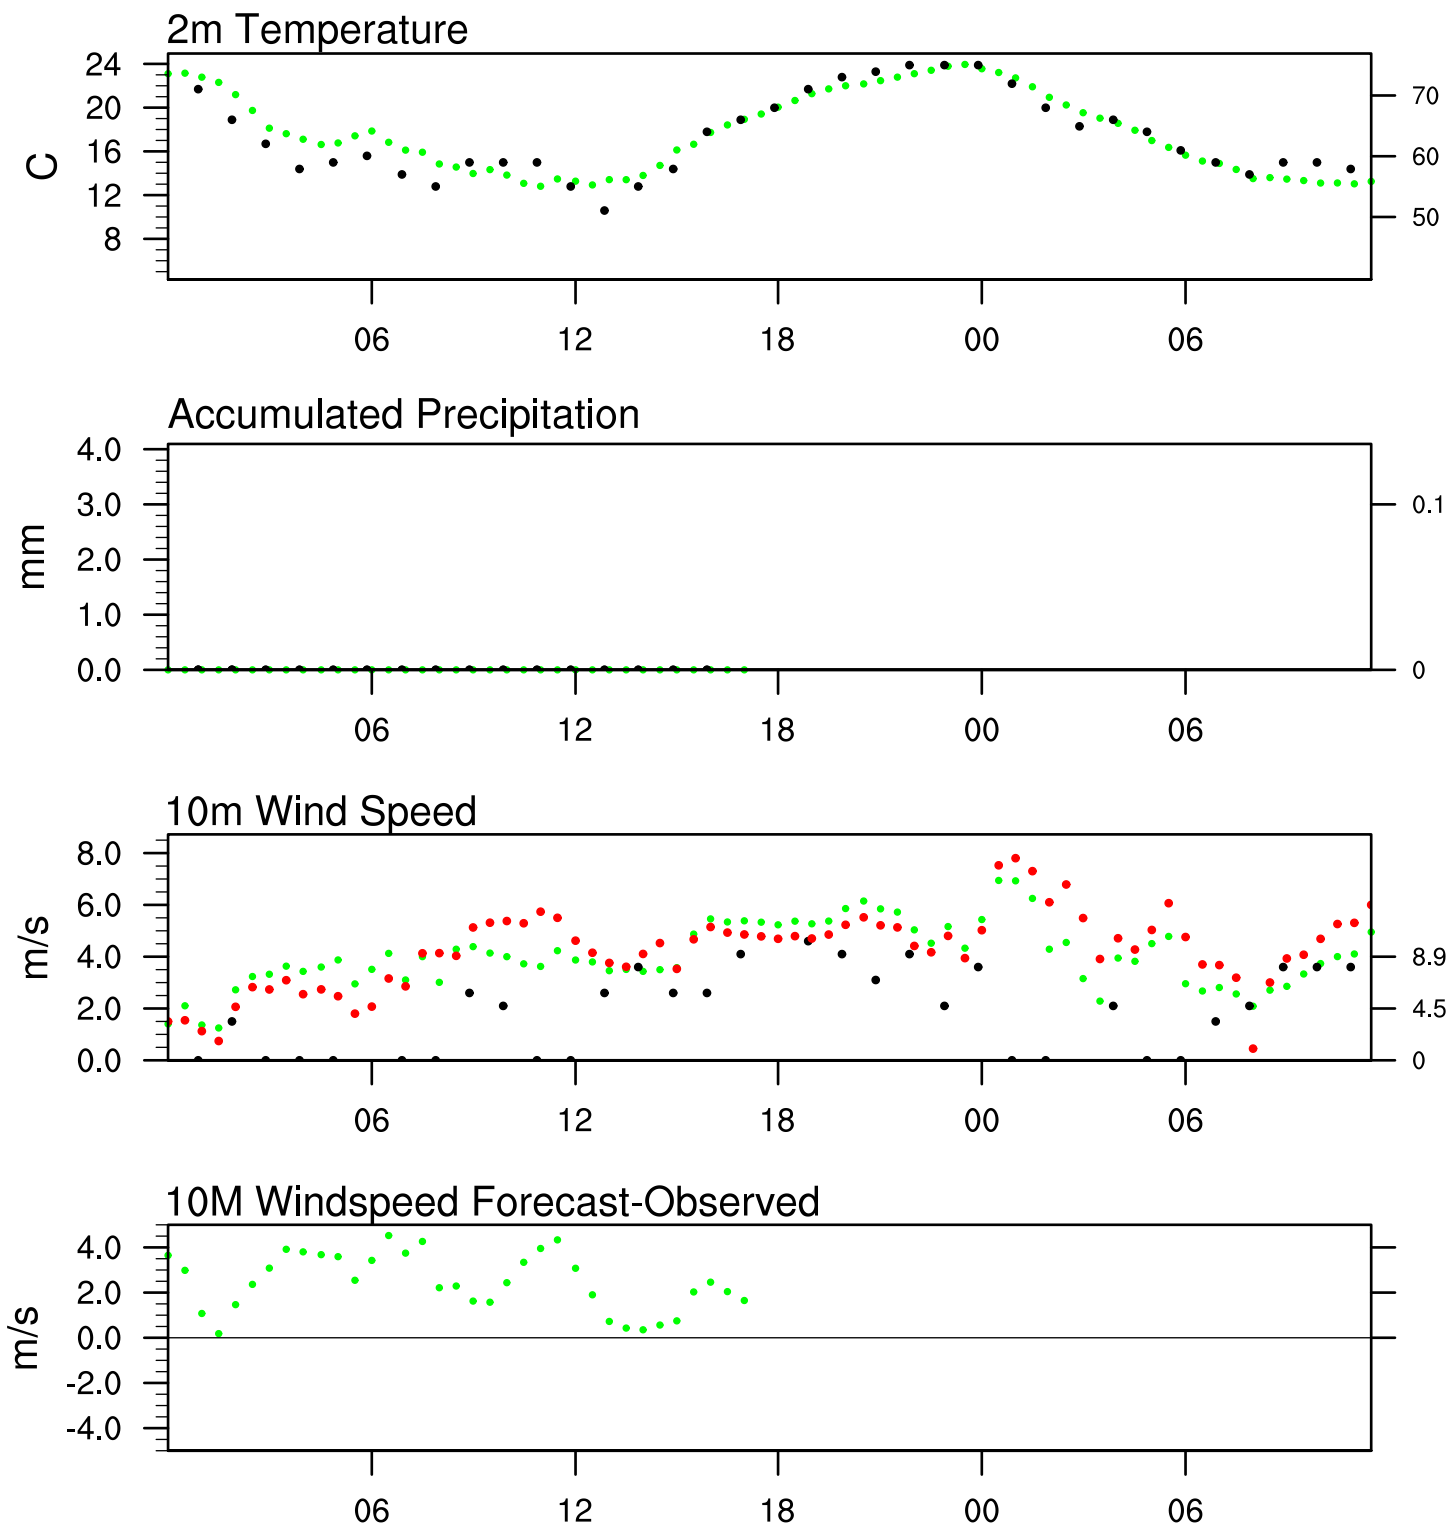 2m Temperature
24
20
16
12
8
C
70
60
50
06 12 18 00 06
Accumulated Precipitation
4.0
3.0
2.0
1.0
0.0
mm
0.1
0
06 12 18 00 06
10m Wind Speed
8.0
6.0
4.0
2.0
0.0
m/s
8.9
4.5
0
06 12 18 00 06
10M Windspeed Forecast-Observed
4.0
2.0
0.0
-2.0
-4.0
m/s
06 12 18 00 06